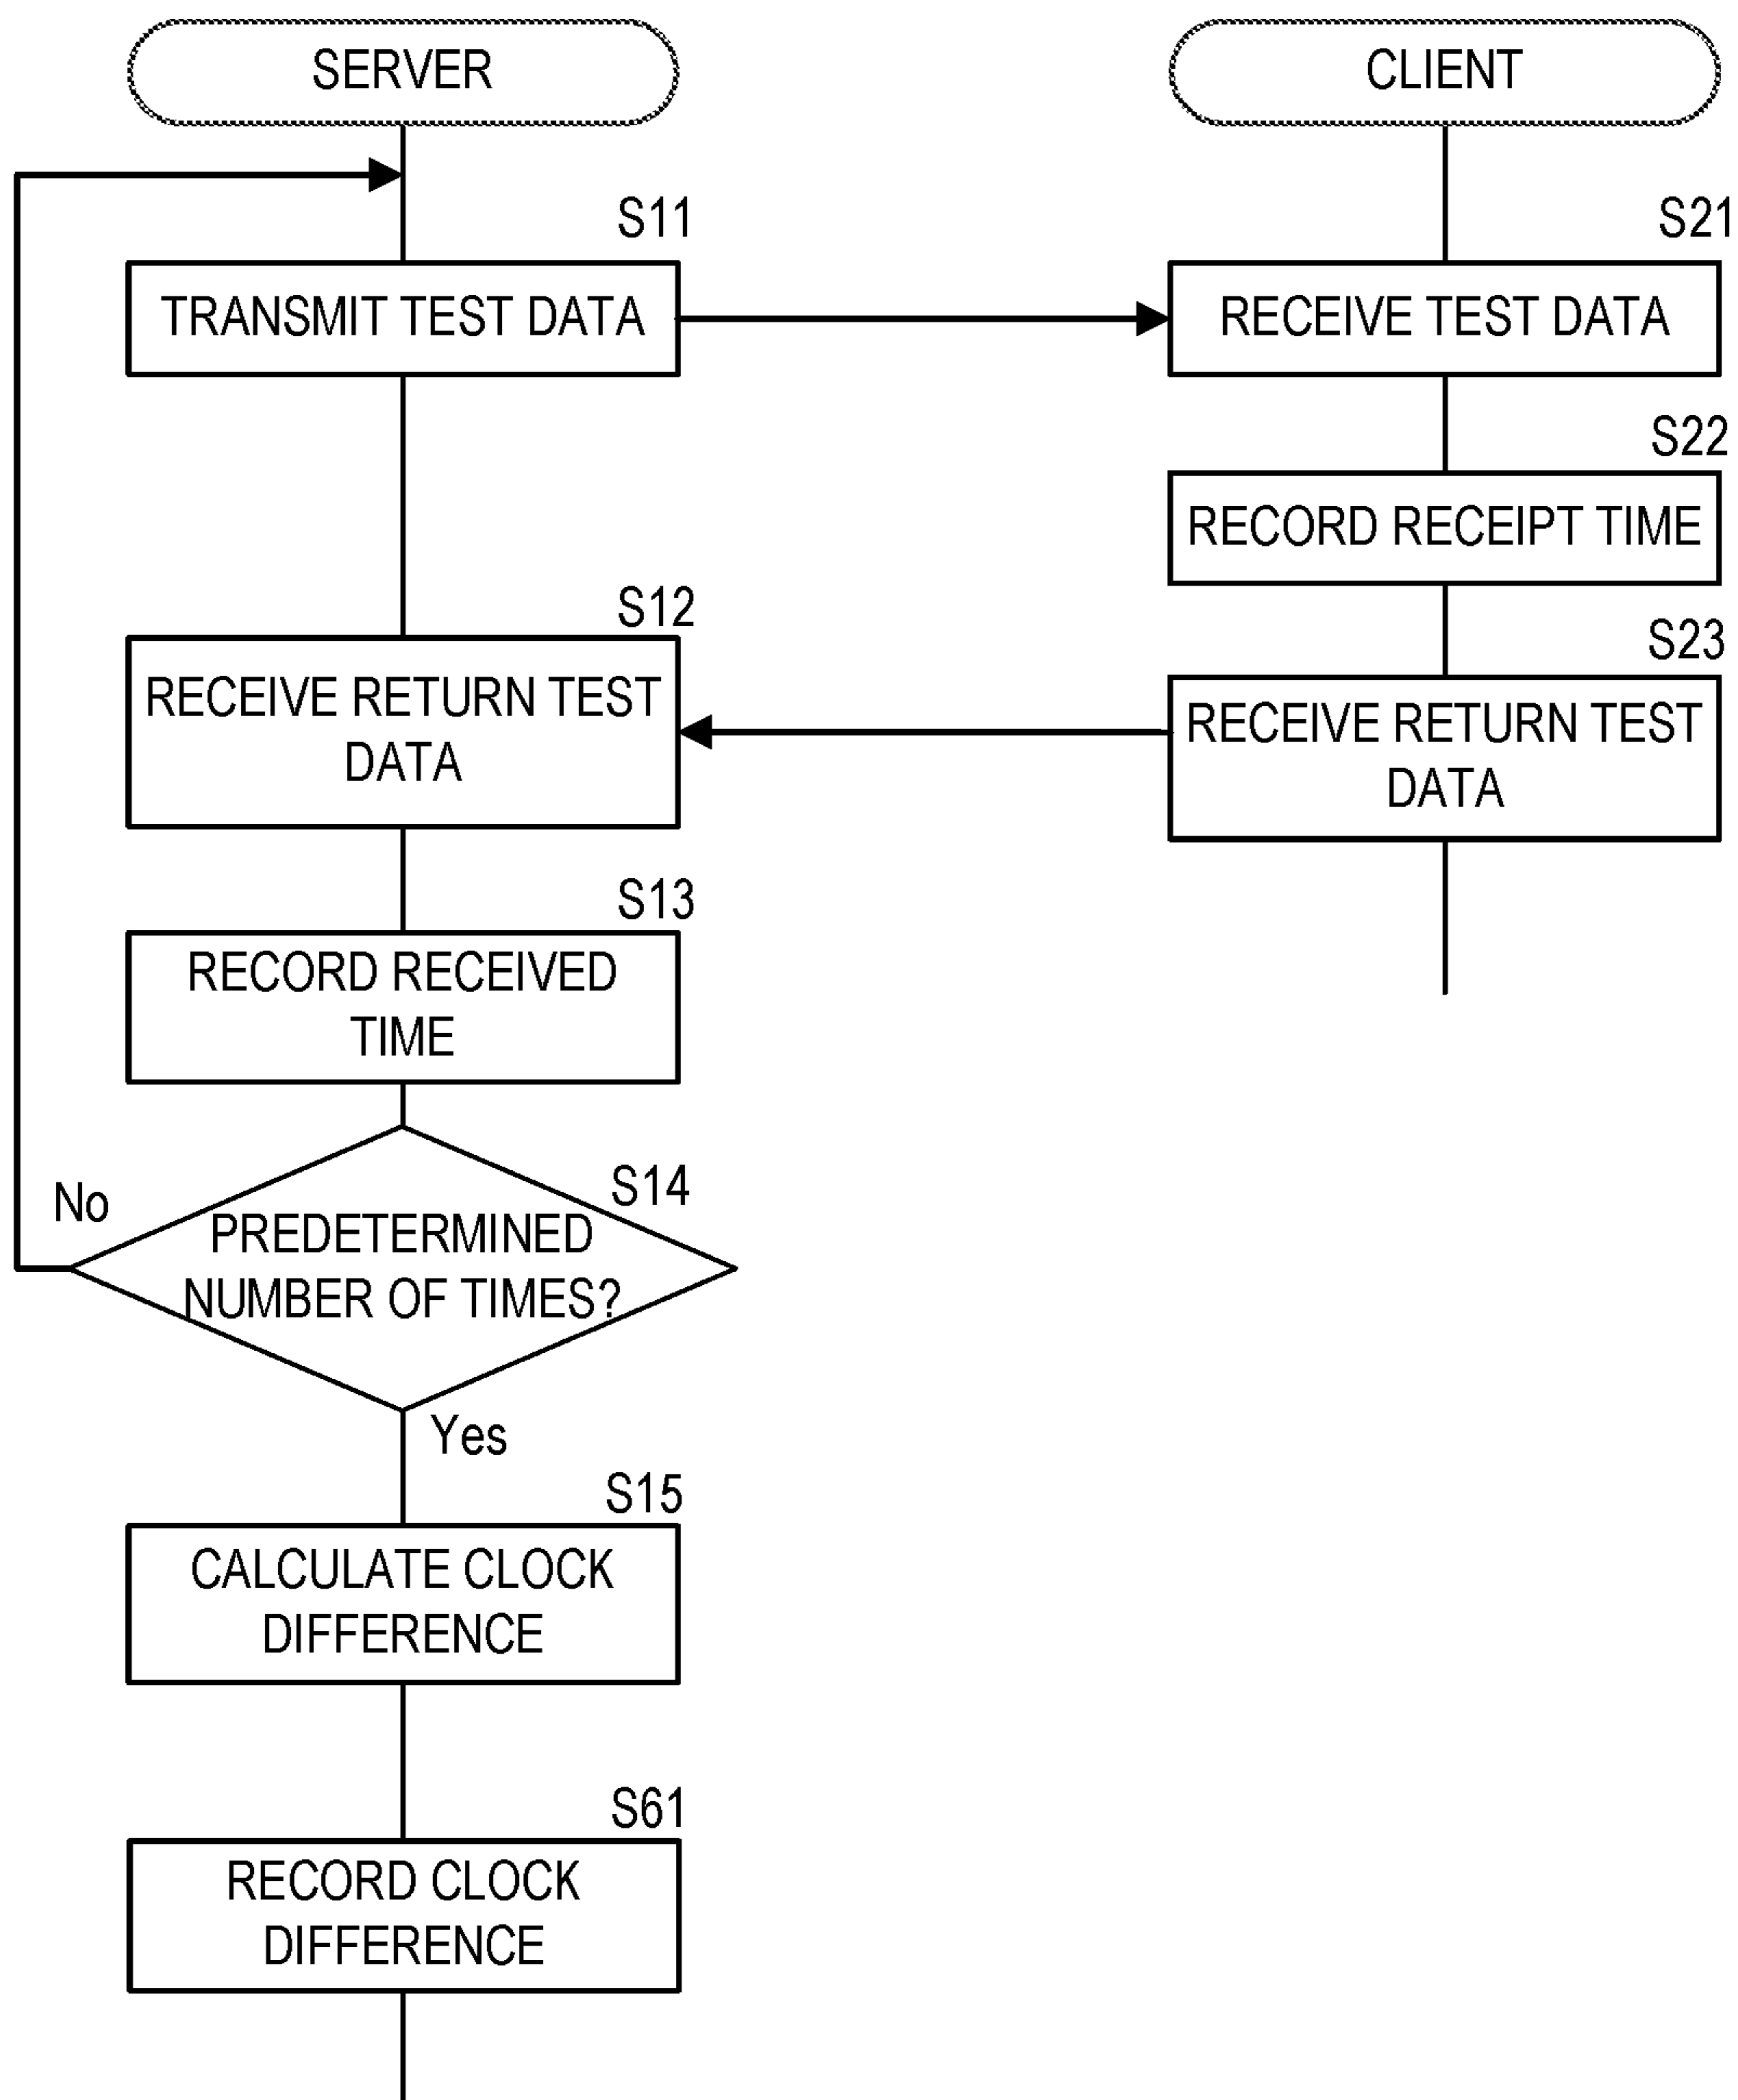 SERVER
CLIENT
S11
S21
TRANSMIT TEST DATA
RECEIVE TEST DATA
S22
RECORD RECEIPT TIME
S12
S23
RECEIVE RETURN TEST
DATA
RECEIVE RETURN TEST
DATA
S13
RECORD RECEIVED
TIME
S14
No
PREDETERMINED
NUMBER OF TIMES?
Yes
S15
CALCULATE CLOCK
DIFFERENCE
S61
RECORD CLOCK
DIFFERENCE